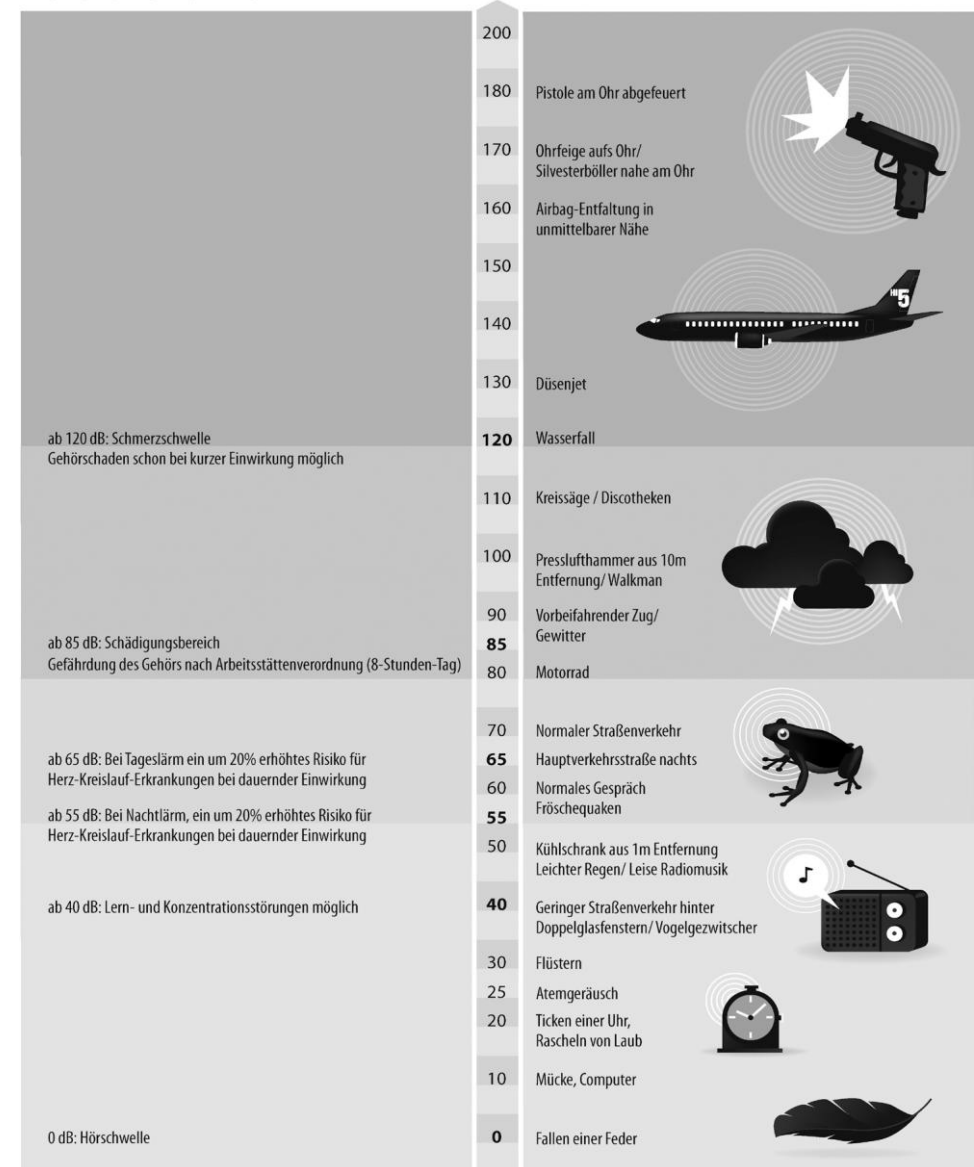 200
180 Pistole am Ohr abgefeuert
170 Ohrfeige aufs Ohr/
Silvesterböller nahe am Ohr
160 Airbag-Entfaltung in
unmittelbarer Nähe
150
HI5
140
130 Düsenjet
ab 120 dB: Schmerzschwelle 120 Wasserfall
Gehörschaden schon bei kurzer Einwirkung möglich
110 Kreissäge / Discotheken
100 Presslufthammer aus 10m
Entfernung/ Walkman
90 Vorbeifahrender Zug/
Gewitter
ab 85 dB: Schädigungsbereich 85
Gefährdung des Gehörs nach Arbeitsstättenverordnung (8-Stunden-Tag)
80 Motorrad
70 Normaler Straßenverkehr
ab 65 dB: Bei Tageslärm ein um 20% erhöhtes Risiko für 65 Hauptverkehrsstraße nachts
Herz-Kreislauf-Erkrankungen bei dauernder Einwirkung
60 Normales Gespräch
Fröschequaken
ab 55 dB: Bei Nachtlärm, ein um 20% erhöhtes Risiko für 55
Herz-Kreislauf-Erkrankungen bei dauernder Einwirkung
50 Kühlschrank aus 1m Entfernung
Leichter Regen/ Leise Radiomusik
ab 40 dB: Lern- und Konzentrationsstörungen möglich 40 Geringer Straßenverkehr hinter
Doppelglasfenstern/ Vogelgezwitscher
30 Flüstern
25 Atemgeräusch
20 Ticken einer Uhr,
Rascheln von Laub
10 Mücke, Computer
0 dB: Hörschwelle 0 Fallen einer Feder